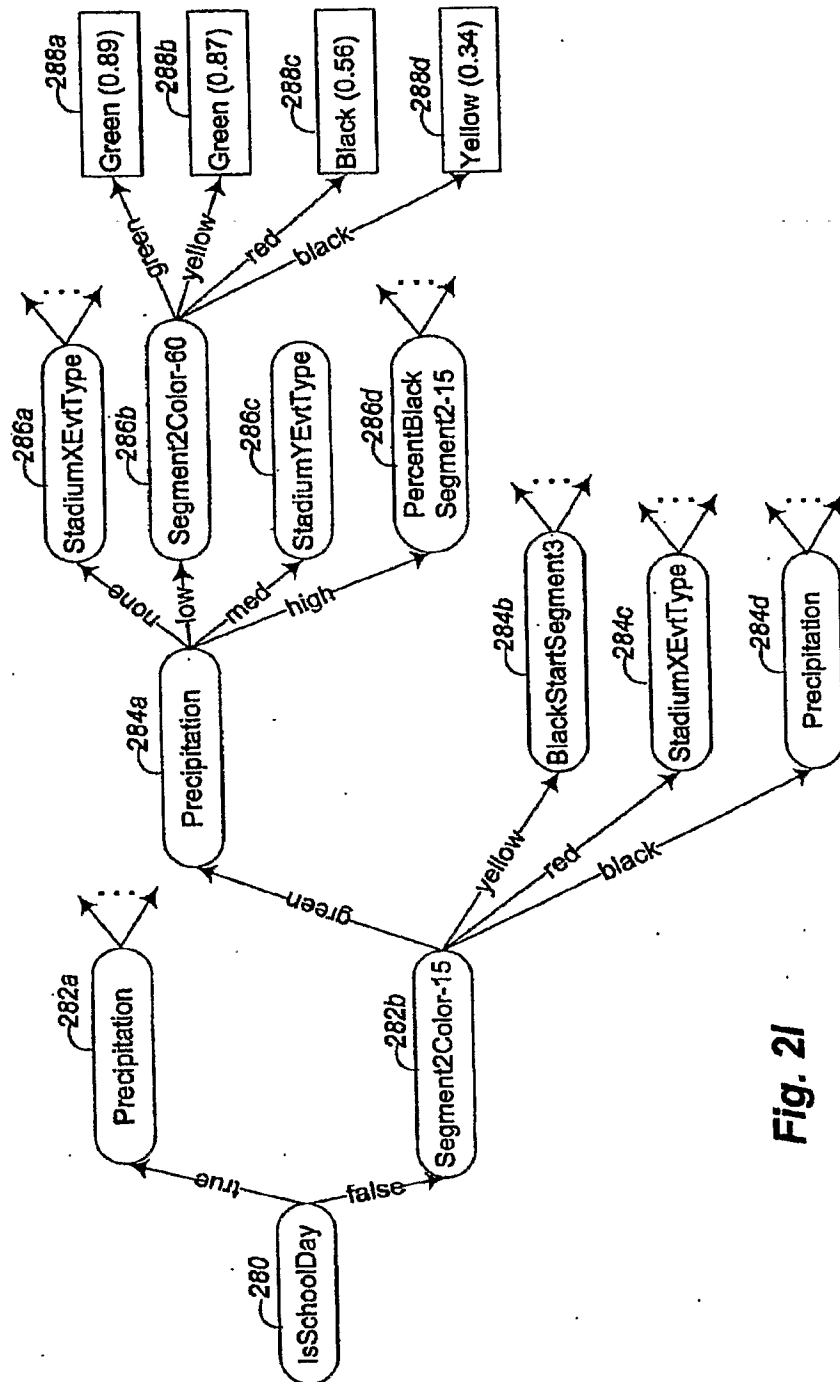 280
IsSchoolDay
true
false
282a
Precipitation
282b
Segment2Color-15
green
yellow
red
black
284a
Precipitation
284b
BlackStartSegment3
284c
StadiumXEvtType
284d
Precipitation
none
low
med
high
286a
StadiumXEvtType
286b
Segment2Color-60
286c
StadiumYEvtType
286d
PercentBlack
Segment2-15
green
yellow
red
black
288a
Green (0.89)
288b
Green (0.87)
288c
Black (0.56)
288d
Yellow (0.34)
Fig. 2I